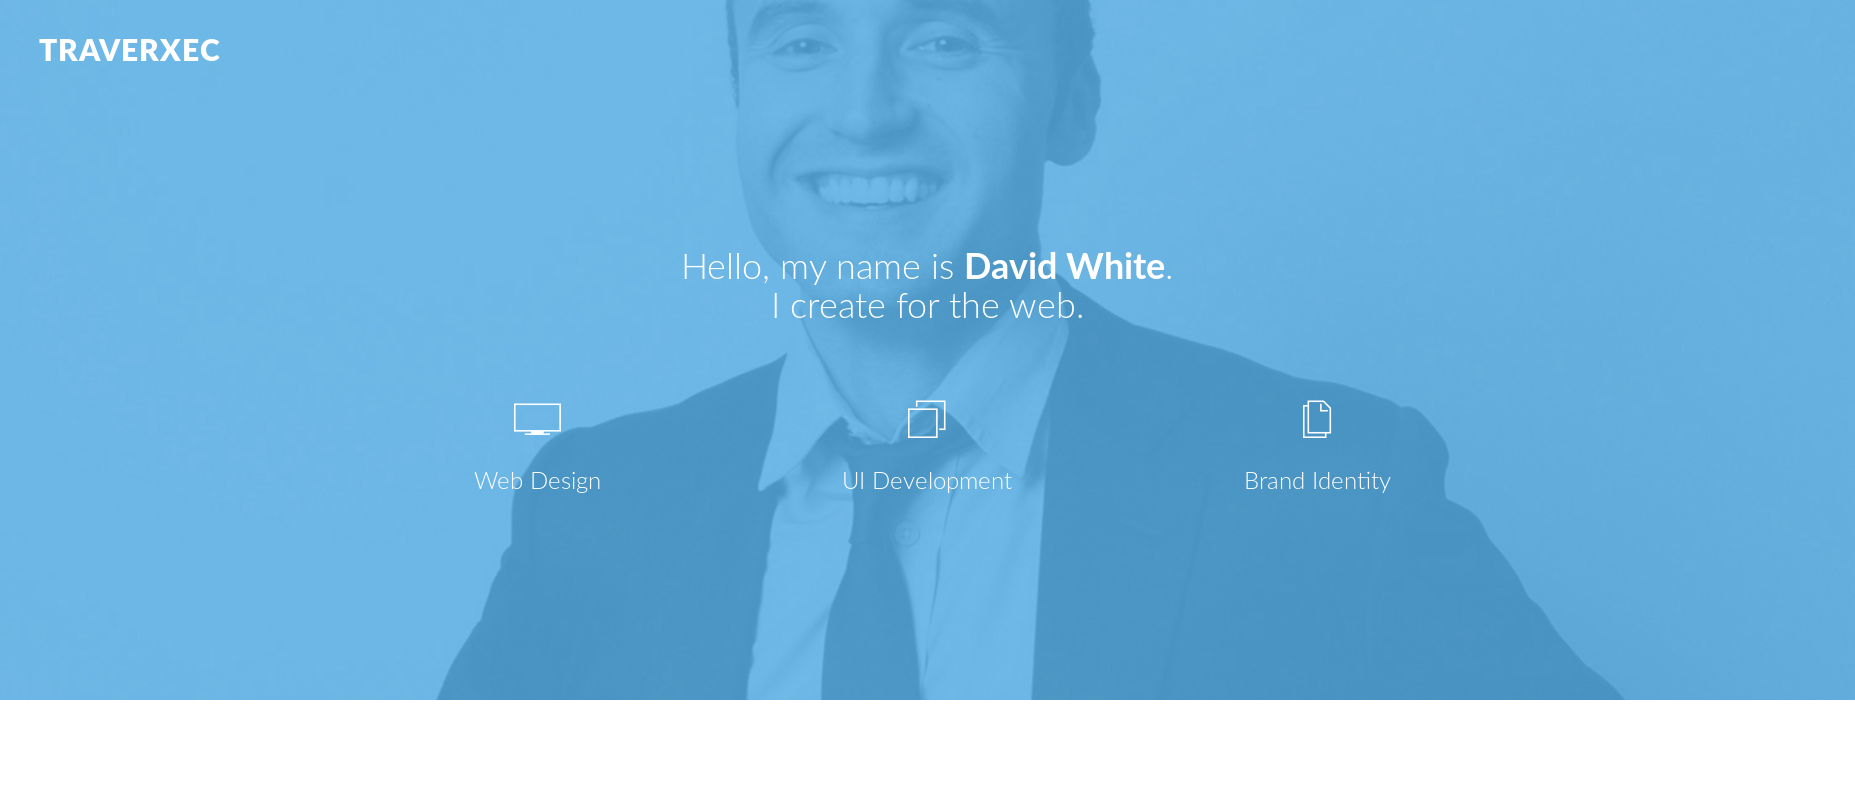 TRAVERXEC
Hello, my name is David White.
I create for the web.
Web Design
UI Development
Brand Identity